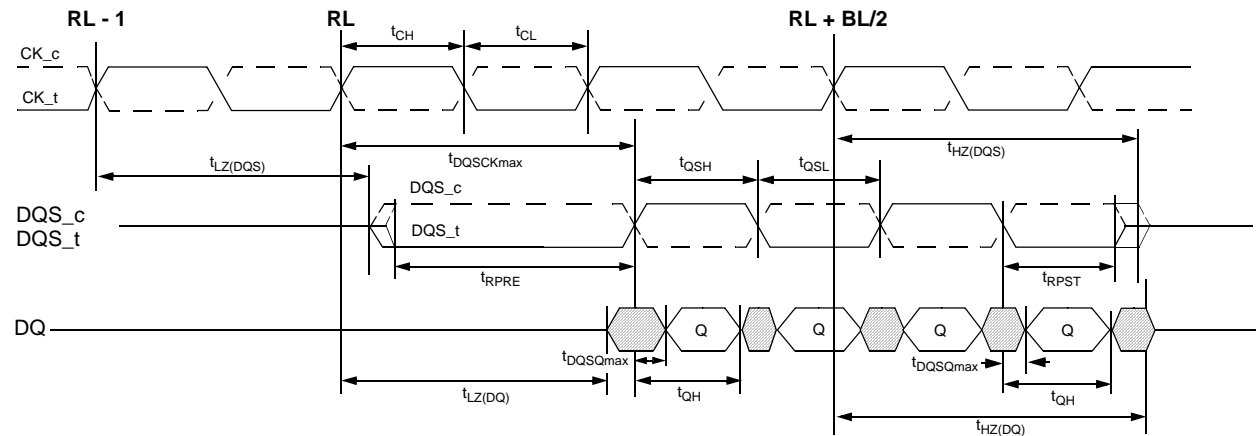 RL - 1 RL RL + BL/2
tCH tCL
CK_c
CK_t
tLZ(DQS) tDQSCKmax tHZ(DQS)
tQSH tQSL
DQS_c
DQS_c
DQS_t DQS_t
tRPRE tRPST
DQ Q Q Q Q
tDQSQmax tDQSQmax
tLZ(DQ) tQH tQH
tHZ(DQ)